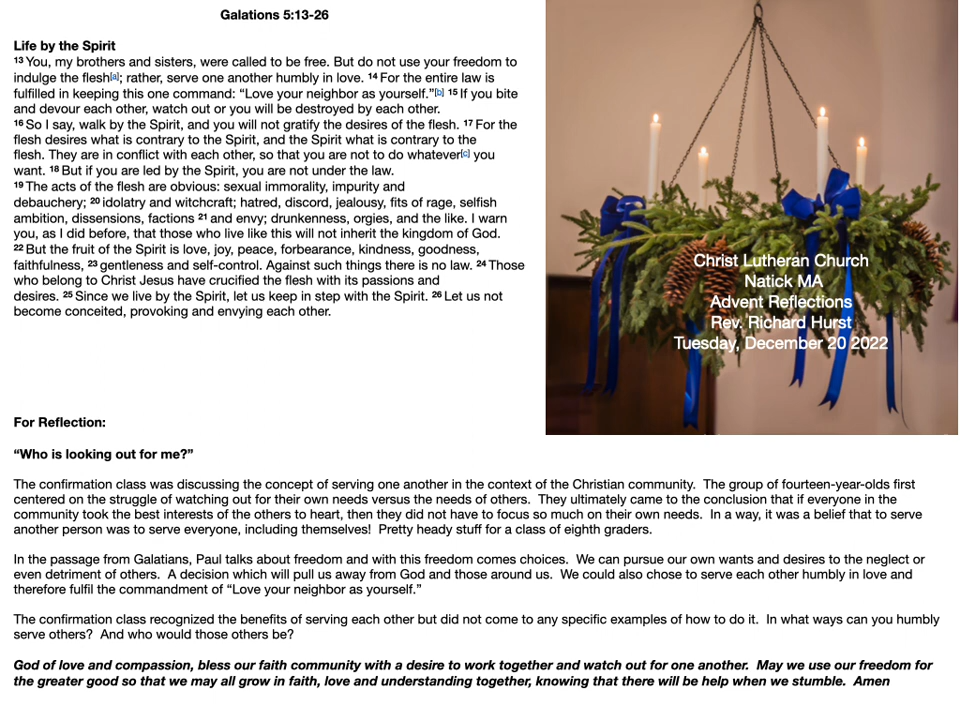 Galations 5:13-26
Life by the Spirit
13 You, my brothers and sisters, were called to be free. But do not use your freedom to
indulge the flesh[a]; rather, serve one another humbly in love. 14 For the entire law is
fulfilled in keeping this one command: “Love your neighbor as yourself.”[b] 15 If you bite
and devour each other, watch out or you will be destroyed by each other.
16 So I say, walk by the Spirit, and you will not gratify the desires of the flesh. 17 For the
flesh desires what is contrary to the Spirit, and the Spirit what is contrary to the
flesh. They are in conflict with each other, so that you are not to do whatever[c] you
want. 18 But if you are led by the Spirit, you are not under the law.
19 The acts of the flesh are obvious: sexual immorality, impurity and
debauchery; 20 idolatry and witchcraft; hatred, discord, jealousy, fits of rage, selfish
ambition, dissensions, factions 21 and envy; drunkenness, orgies, and the like. I warn
you, as I did before, that those who live like this will not inherit the kingdom of God.
22 But the fruit of the Spirit is love, joy, peace, forbearance, kindness, goodness,
faithfulness, 23 gentleness and self-control. Against such things there is no law. 24 Those
who belong to Christ Jesus have crucified the flesh with its passions and
desires. 25 Since we live by the Spirit, let us keep in step with the Spirit. 26 Let us not
become conceited, provoking and envying each other.
Christ Lutheran Church
Natick MA
Advent Reflections
Rev. Richard Hurst
Tuesday, December 20 2022
For Reflection:
“Who is looking out for me?”
The confirmation class was discussing the concept of serving one another in the context of the Christian community. The group of fourteen-year-olds first
centered on the struggle of watching out for their own needs versus the needs of others. They ultimately came to the conclusion that if everyone in the
community took the best interests of the others to heart, then they did not have to focus so much on their own needs. In a way, it was a belief that to serve
another person was to serve everyone, including themselves! Pretty heady stuff for a class of eighth graders.
In the passage from Galatians, Paul talks about freedom and with this freedom comes choices. We can pursue our own wants and desires to the neglect or
even detriment of others. A decision which will pull us away from God and those around us. We could also chose to serve each other humbly in love and
therefore fulfil the commandment of “Love your neighbor as yourself.”
The confirmation class recognized the benefits of serving each other but did not come to any specific examples of how to do it. In what ways can you humbly
serve others? And who would those others be?
God of love and compassion, bless our faith community with a desire to work together and watch out for one another. May we use our freedom for
the greater good so that we may all grow in faith, love and understanding together, knowing that there will be help when we stumble. Amen